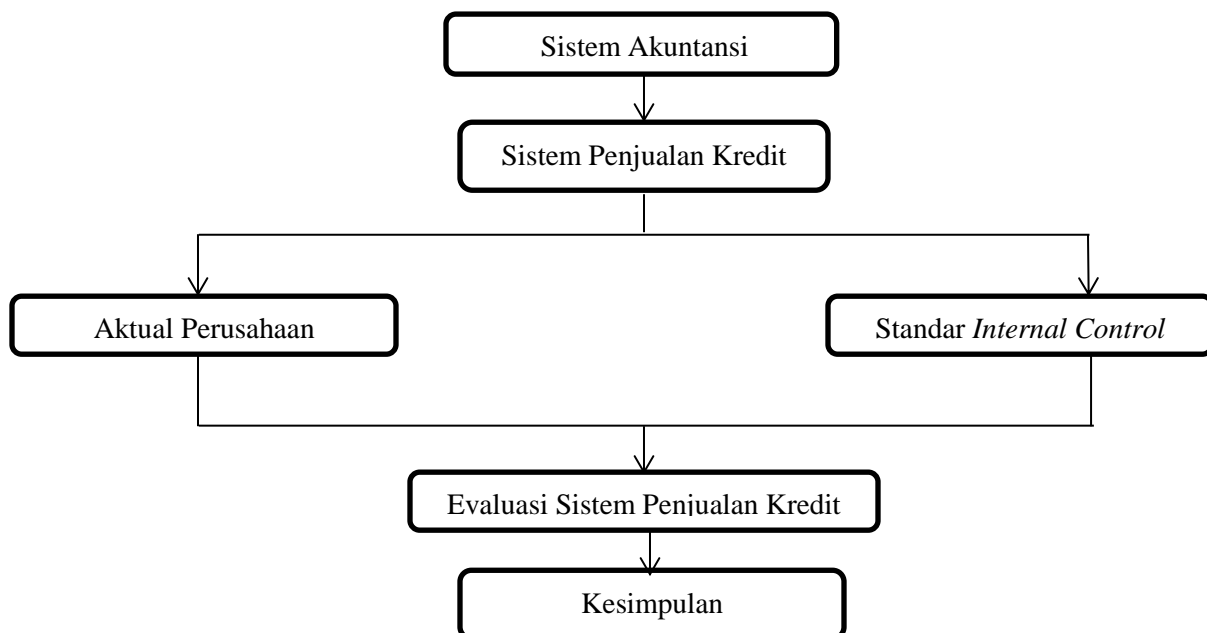 Sistem Akuntansi
Sistem Penjualan Kredit
Aktual Perusahaan
Standar Internal Control
Evaluasi Sistem Penjualan Kredit
Kesimpulan